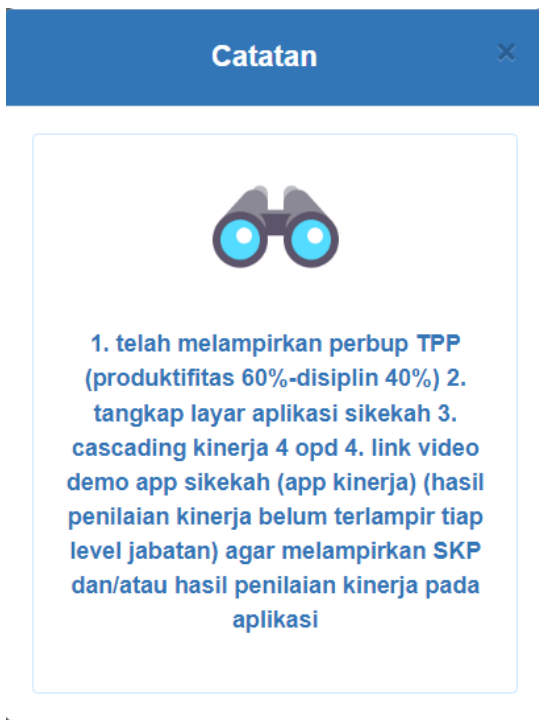 Catatan
×
1. telah melampirkan perbup TPP
(produktifitas 60%-disiplin 40%) 2.
tangkap layar aplikasi sikekah 3.
cascading kinerja 4 opd 4. link video
demo app sikekah (app kinerja) (hasil
penilaian kinerja belum terlampir tiap
level jabatan) agar melampirkan SKP
dan/atau hasil penilaian kinerja pada
aplikasi